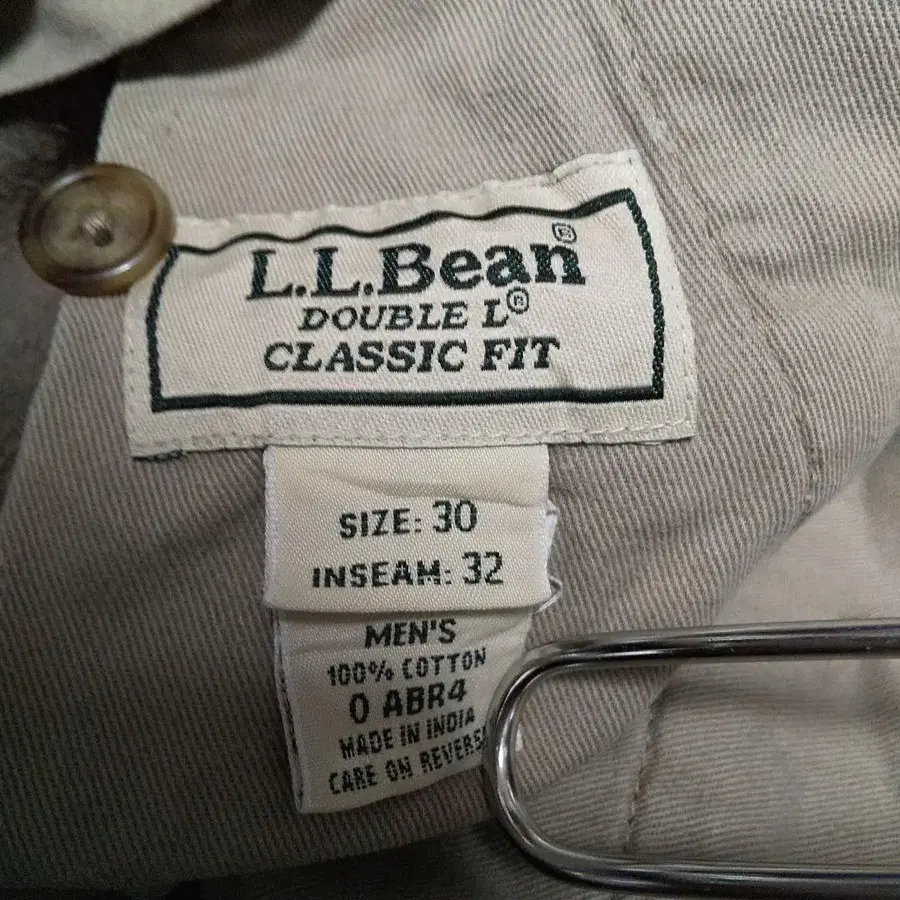 L.L.Bean®
DOUBLE L®
CLASSIC FIT
SIZE: 30
INSEAM: 32
MEN'S
100% COTTON
0 ABR4
MADE IN INDIA
CARE ON REVERSE